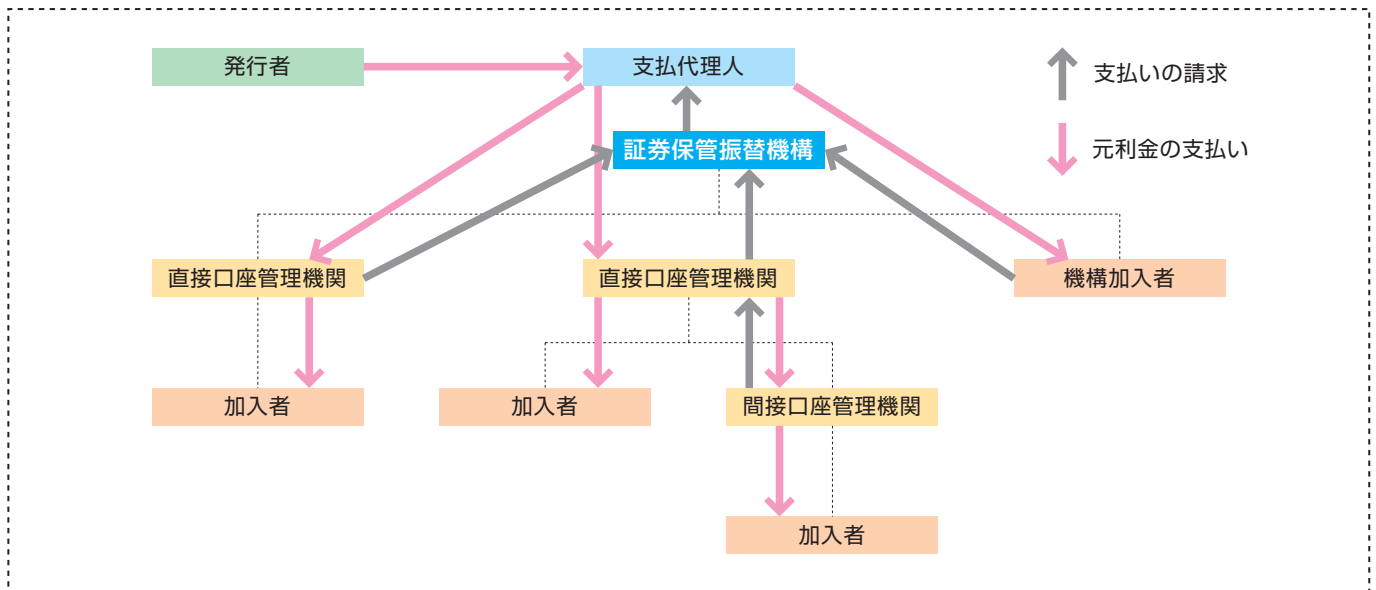 発行者
支払代理人
支払いの請求
証券保管振替機構
元利金の支払い
直接口座管理機関
直接口座管理機関
機構加入者
加入者
加入者
間接口座管理機関
加入者